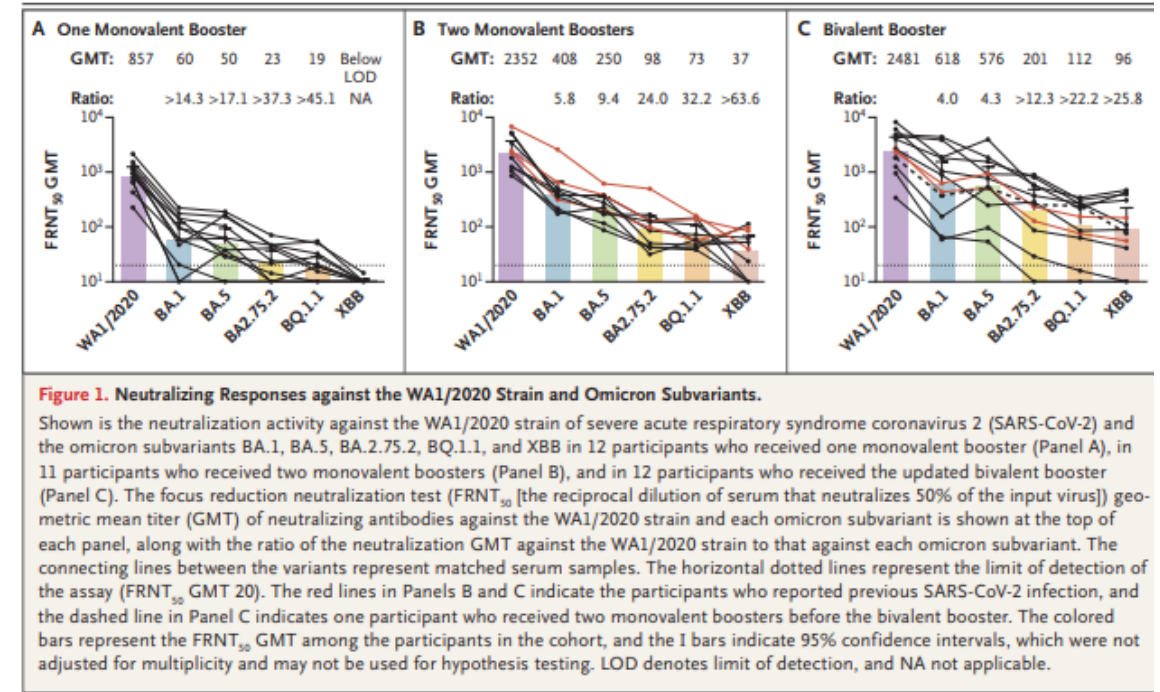 A One Monovalent Booster
GMT: 857 60 50 23 19 Below LOD
Ratio: >14.3 >17.1 >37.3 >45.1 NA
FRNT50 GMT
10⁴
10³
10²
10¹
WA1/2020 BA.1 BA.5 BA2.75.2 BQ.1.1 XBB
B Two Monovalent Boosters
GMT: 2352 408 250 98 73 37
Ratio: 5.8 9.4 24.0 32.2 >63.6
FRNT50 GMT
10⁴
10³
10²
10¹
WA1/2020 BA.1 BA.5 BA2.75.2 BQ.1.1 XBB
C Bivalent Booster
GMT: 2481 618 576 201 112 96
Ratio: 4.0 4.3 >12.3 >22.2 >25.8
FRNT50 GMT
10⁴
10³
10²
10¹
WA1/2020 BA.1 BA.5 BA2.75.2 BQ.1.1 XBB
Figure 1. Neutralizing Responses against the WA1/2020 Strain and Omicron Subvariants.
Shown is the neutralization activity against the WA1/2020 strain of severe acute respiratory syndrome coronavirus 2 (SARS-CoV-2) and
the omicron subvariants BA.1, BA.5, BA.2.75.2, BQ.1.1, and XBB in 12 participants who received one monovalent booster (Panel A), in
11 participants who received two monovalent boosters (Panel B), and in 12 participants who received the updated bivalent booster
(Panel C). The focus reduction neutralization test (FRNT50 [the reciprocal dilution of serum that neutralizes 50% of the input virus]) geo-
metric mean titer (GMT) of neutralizing antibodies against the WA1/2020 strain and each omicron subvariant is shown at the top of
each panel, along with the ratio of the neutralization GMT against the WA1/2020 strain to that against each omicron subvariant. The
connecting lines between the variants represent matched serum samples. The horizontal dotted lines represent the limit of detection of
the assay (FRNT50 GMT 20). The red lines in Panels B and C indicate the participants who reported previous SARS-CoV-2 infection, and
the dashed line in Panel C indicates one participant who received two monovalent boosters before the bivalent booster. The colored
bars represent the FRNT50 GMT among the participants in the cohort, and the I bars indicate 95% confidence intervals, which were not
adjusted for multiplicity and may not be used for hypothesis testing. LOD denotes limit of detection, and NA not applicable.